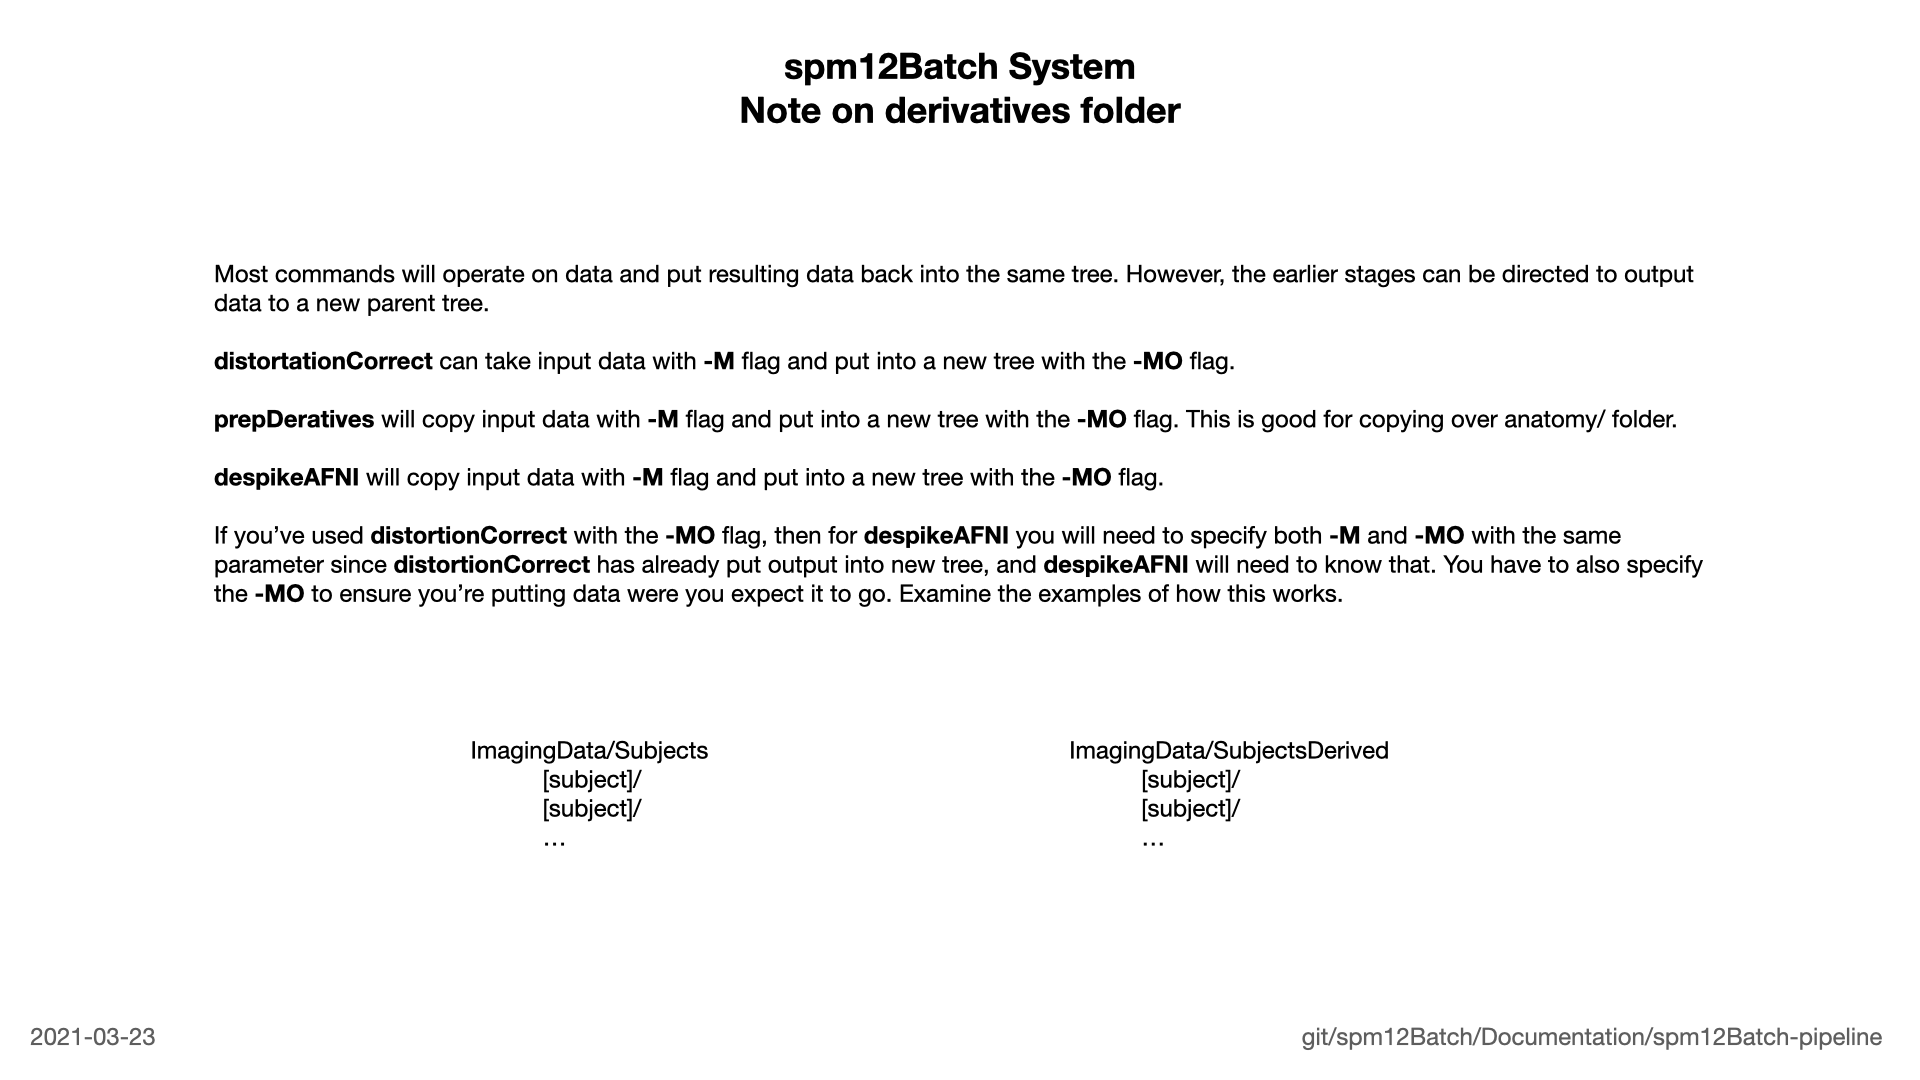 spm12Batch System
Note on derivatives folder
Most commands will operate on data and put resulting data back into the same tree. However, the earlier stages can be directed to output
data to a new parent tree.
distortationCorrect can take input data with -M flag and put into a new tree with the -MO flag.
prepDeratives will copy input data with -M flag and put into a new tree with the -MO flag. This is good for copying over anatomy/ folder.
despikeAFNI will copy input data with -M flag and put into a new tree with the -MO flag.
If you’ve used distortionCorrect with the -MO flag, then for despikeAFNI you will need to specify both -M and -MO with the same
parameter since distortionCorrect has already put output into new tree, and despikeAFNI will need to know that. You have to also specify
the -MO to ensure you’re putting data were you expect it to go. Examine the examples of how this works.
ImagingData/Subjects
[subject]/
[subject]/
…
ImagingData/SubjectsDerived
[subject]/
[subject]/
…
2021-03-23
git/spm12Batch/Documentation/spm12Batch-pipeline